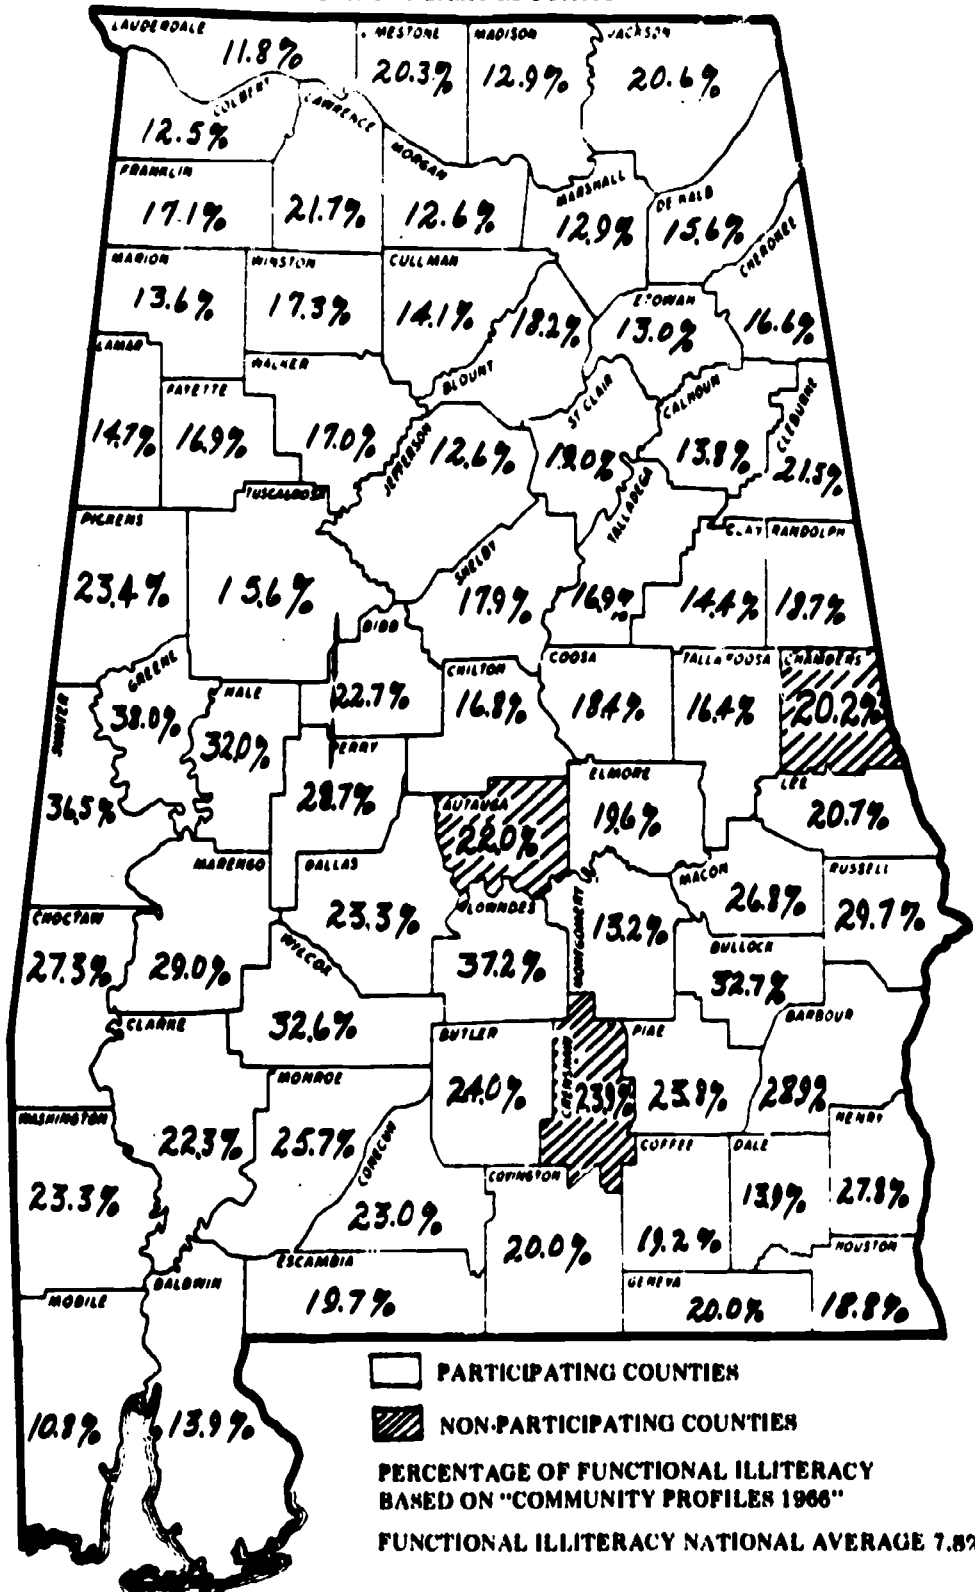 LAUDERDALE
11.8%
MESTONE
20.3%
MADISON
12.9%
JACKSON
20.6%
COLBERT
12.5%
LAWRENCE
21.7%
MORGAN
12.6%
FRANKLIN
17.1%
MARSHALL
12.9%
DE KALB
15.6%
CHEROKEE
16.6%
MARION
13.6%
WINSTON
17.3%
CULLMAN
14.1%
BLOUNT
18.2%
ETOWAH
13.0%
LAMAR
14.7%
FAYETTE
16.9%
WALKER
17.0%
JEFFERSON
12.6%
ST CLAIR
19.0%
CALHOUN
13.8%
CLEBURNE
TUSCALOOSA
15.6%
PICKENS
23.4%
SHELBY
17.9%
TALLADEGA
16.9%
CLAY
14.4%
RANDOLPH
18.7%
BIBB
22.7%
CHILTON
16.8%
COOSA
18.4%
TALLAPOOSA
16.4%
CHAMBERS
20.2%
SUMTER
36.5%
GREENE
38.0%
HALE
32.0%
PERRY
28.7%
AUTAUGA
22.0%
ELMORE
19.6%
LEE
20.7%
MARENGO
29.0%
DALLAS
23.3%
LOWNDES
37.2%
MONTGOMERY
13.2%
MACON
26.8%
RUSSELL
29.7%
CHOCTAW
27.3%
WILCOX
32.6%
BULLOCK
32.7%
BARBOUR
28.9%
CLARKE
22.3%
BUTLER
24.0%
CRENSHAW
23.9%
PIKE
23.8%
MONROE
25.7%
WASHINGTON
23.3%
CONECUH
23.0%
COVINGTON
20.0%
COFFEE
19.2%
DALE
13.9%
HENRY
27.8%
ESCAMBIA
19.7%
GENEVA
20.0%
HOUSTON
18.8%
MOBILE
10.8%
BALDWIN
13.9%
PARTICIPATING COUNTIES
NON-PARTICIPATING COUNTIES
PERCENTAGE OF FUNCTIONAL ILLITERACY
BASED ON "COMMUNITY PROFILES 1966"
FUNCTIONAL ILLITERACY NATIONAL AVERAGE